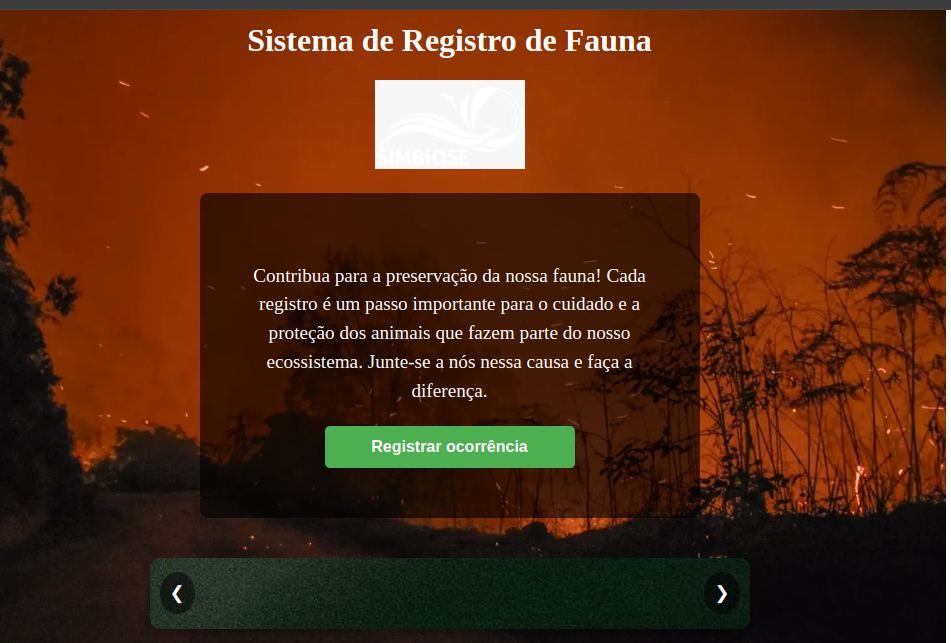 Sistema de Registro de Fauna
SIMBiOSE
Contribua para a preservação da nossa fauna! Cada
registro é um passo importante para o cuidado e a
proteção dos animais que fazem parte do nosso
ecossistema. Junte-se a nós nessa causa e faça a
diferença.
Registrar ocorrência